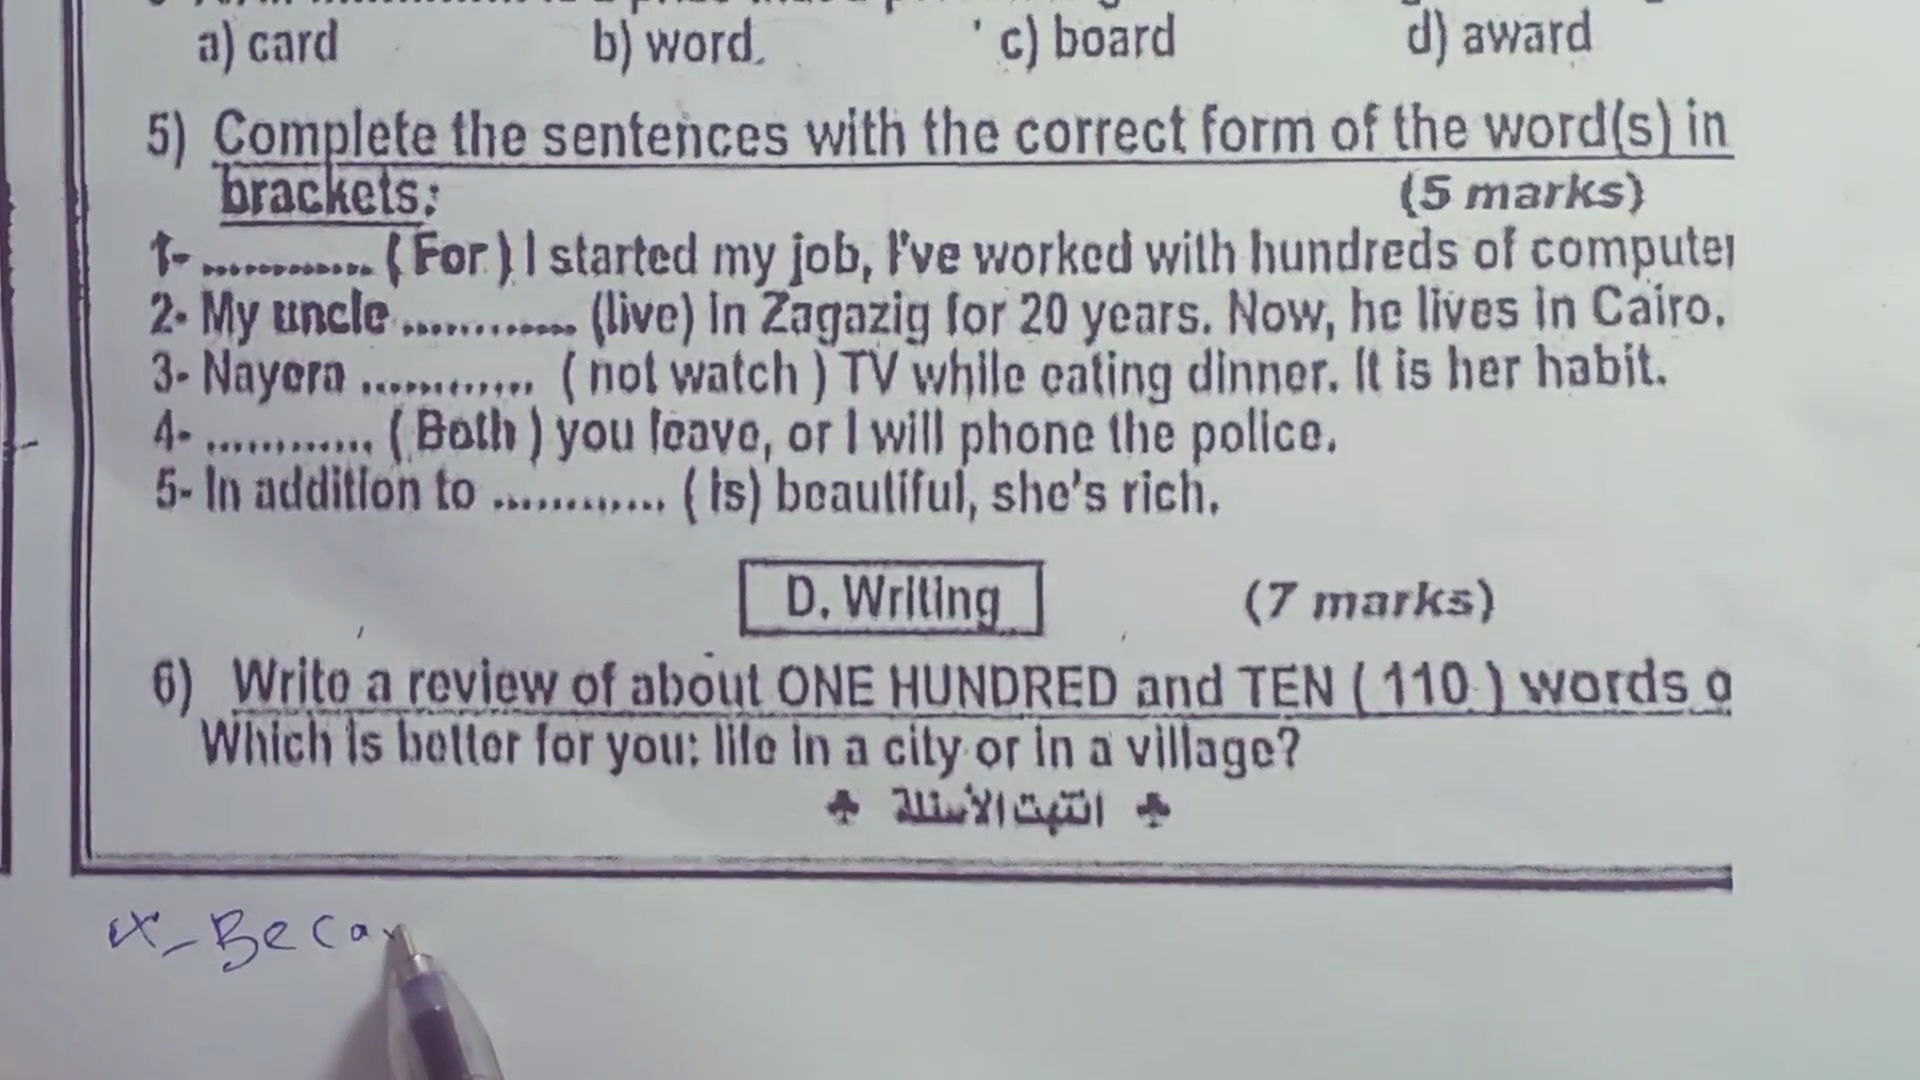 a) card b) word. c) board d) award
5) Complete the sentences with the correct form of the word(s) in
brackets: (5 marks)
1- ............ (For) I started my job, I've worked with hundreds of computer
2- My uncle ............ (live) in Zagazig for 20 years. Now, he lives in Cairo.
3- Nayera ............ (not watch) TV while eating dinner. It is her habit.
4- ............ (Both) you leave, or I will phone the police.
5- In addition to ............ (is) beautiful, she's rich.
D. Writing (7 marks)
6) Write a review of about ONE HUNDRED and TEN (110) words o
Which is better for you: life in a city or in a village?
♣ انتهت الأسئلة ♣
Beca